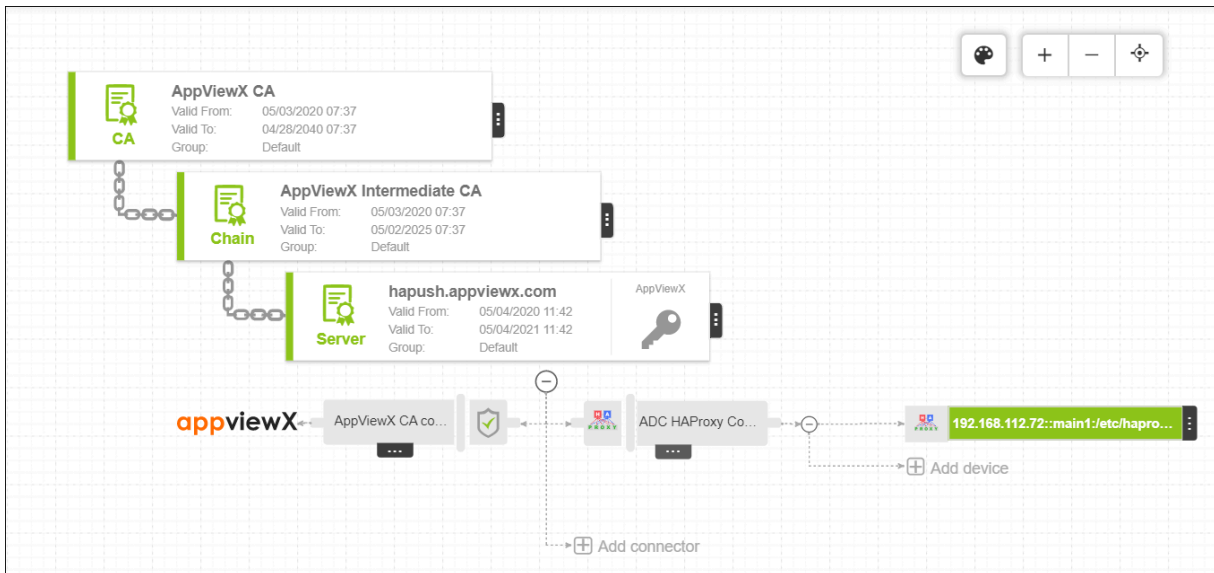 AppViewX CA
Valid From: 05/03/2020 07:37
Valid To: 04/28/2040 07:37
Group: Default
CA
AppViewX Intermediate CA
Valid From: 05/03/2020 07:37
Valid To: 05/02/2025 07:37
Group: Default
Chain
hapush.appviewx.com
Valid From: 05/04/2020 11:42
Valid To: 05/04/2021 11:42
Group: Default
Server
AppViewX
appviewX
AppViewX CA co...
HA PROXY
ADC HAProxy Co...
HA PROXY
192.168.112.72::main1:/etc/hapro...
Add device
Add connector